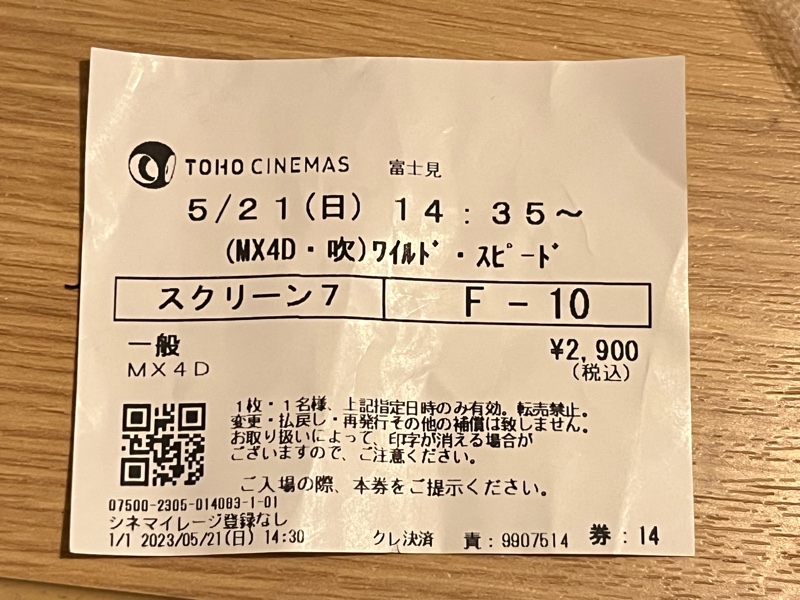 TOHO CINEMAS 富士見
5/21(日) 14:35~
(MX4D・吹)ﾜｲﾙﾄﾞ・ｽﾋﾟｰﾄﾞ
スクリーン7 F-10
一般 ¥2,900
MX4D (税込)
1枚・1名様、上記指定日時のみ有効。転売禁止。
変更・払戻し・再発行その他の補償は致しません。
お取り扱いによって、印字が消える場合が
ございますので、ご注意ください。
ご入場の際、本券をご提示ください。
07500-2305-014083-1-01
シネマイレージ登録なし
1/1 2023/05/21(日) 14:30 クレ決済 責:9907514 券:14